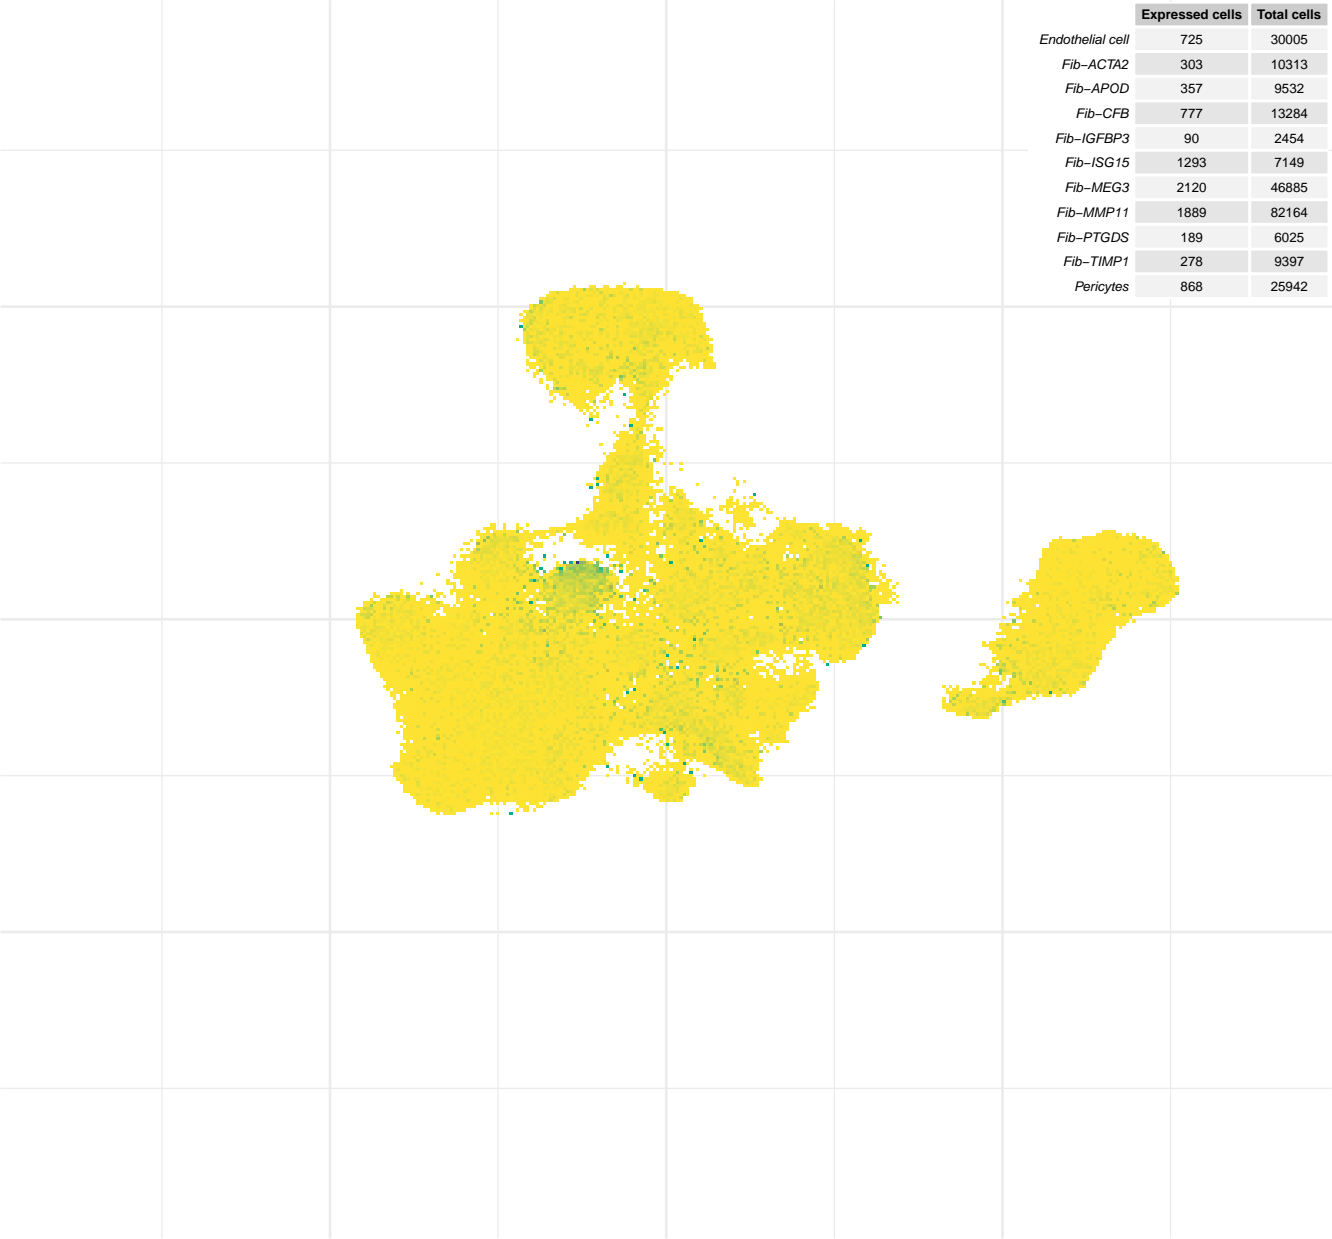 Expressed cells Total cells
Endothelial cell 725 30005
Fib−ACTA2 303 10313
Fib−APOD 357 9532
Fib−CFB 777 13284
Fib−IGFBP3 90 2454
Fib−ISG15 1293 7149
Fib−MEG3 2120 46885
Fib−MMP11 1889 82164
Fib−PTGDS 189 6025
Fib−TIMP1 278 9397
Pericytes 868 25942